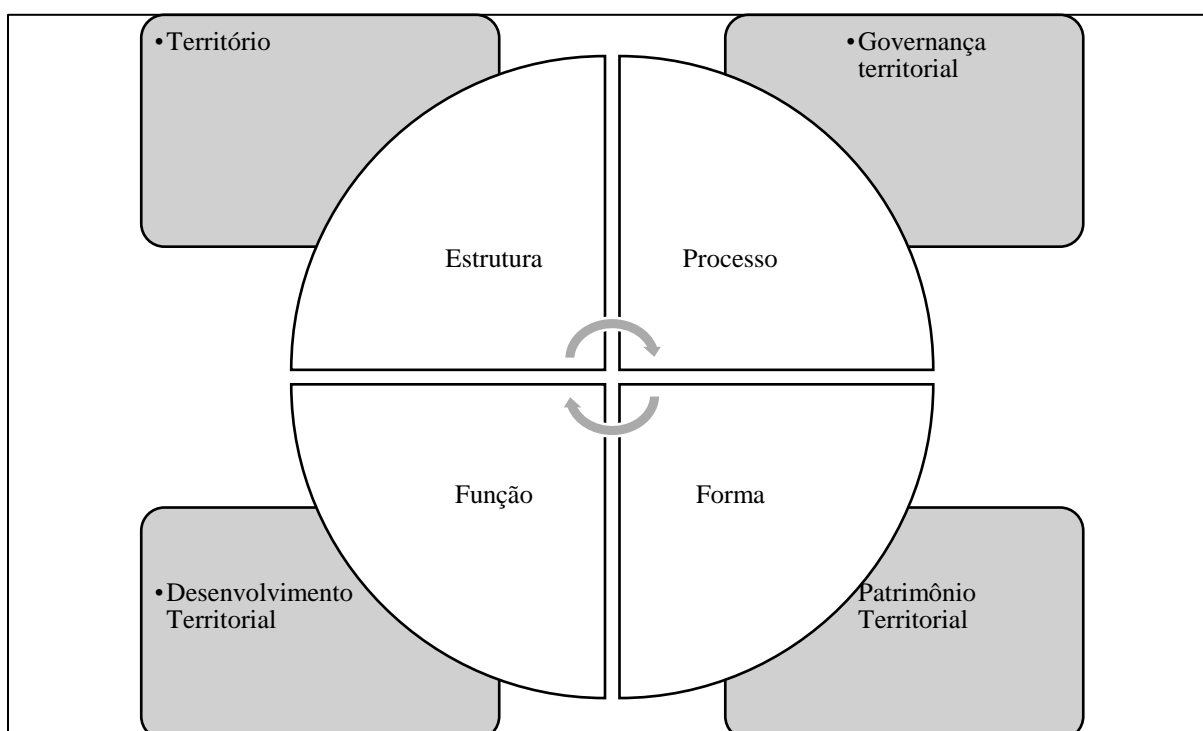 •Território
•Governança
territorial
Estrutura
Processo
Função
Forma
•Desenvolvimento
Territorial
Patrimônio
Territorial